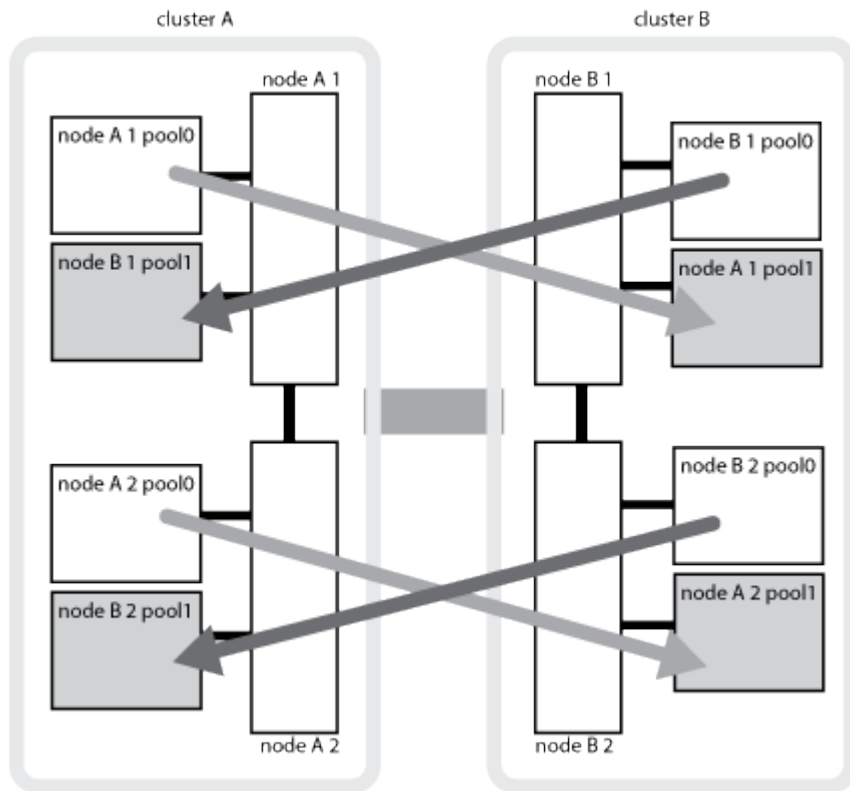 cluster A
cluster B
node A 1
node B 1
node A 1 pool0
node B 1 pool0
node B 1 pool1
node A 1 pool1
node A 2 pool0
node B 2 pool0
node B 2 pool1
node A 2 pool1
node A 2
node B 2